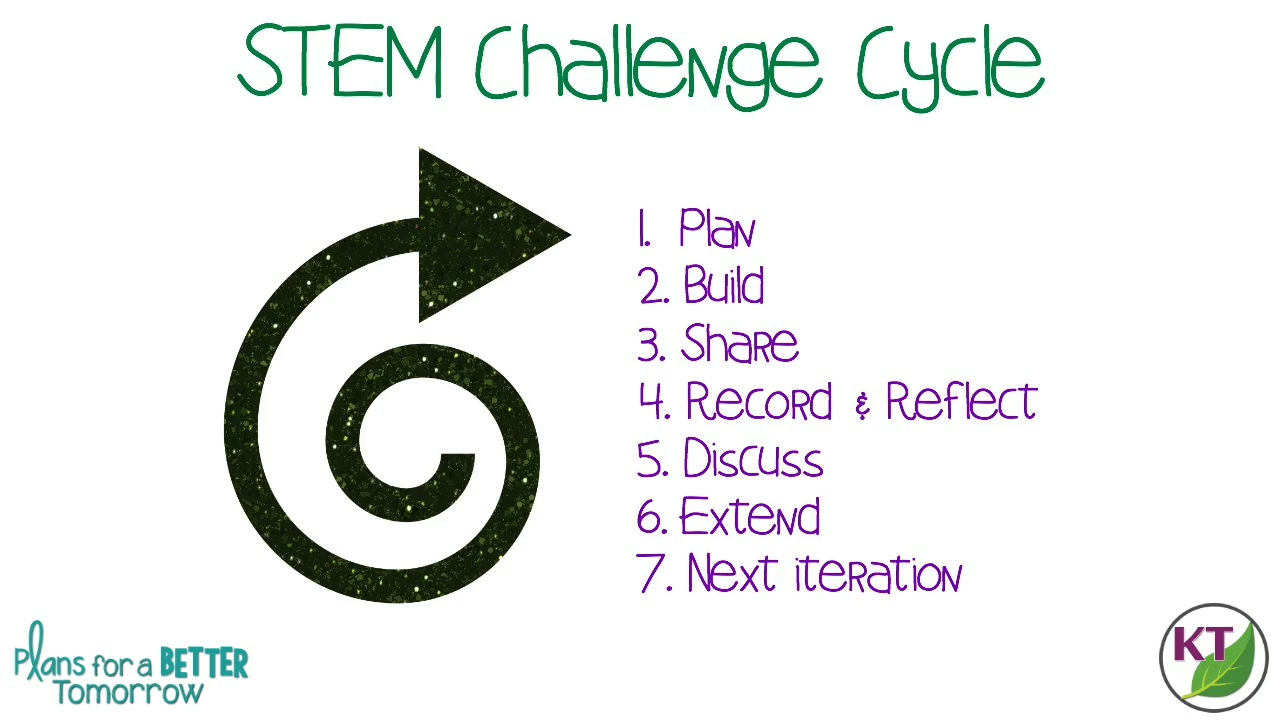 STEM Challenge Cycle
1. Plan
2. Build
3. Share
4. Record & Reflect
5. Discuss
6. Extend
7. Next iteration
Plans for a BETTER
Tomorrow
KT